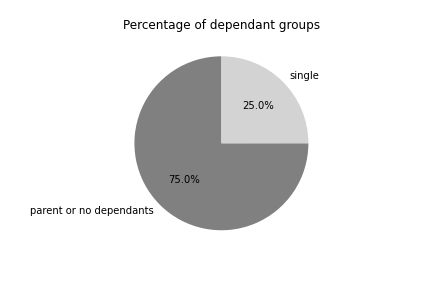 Percentage of dependant groups
single
25.0%
75.0%
parent or no dependants